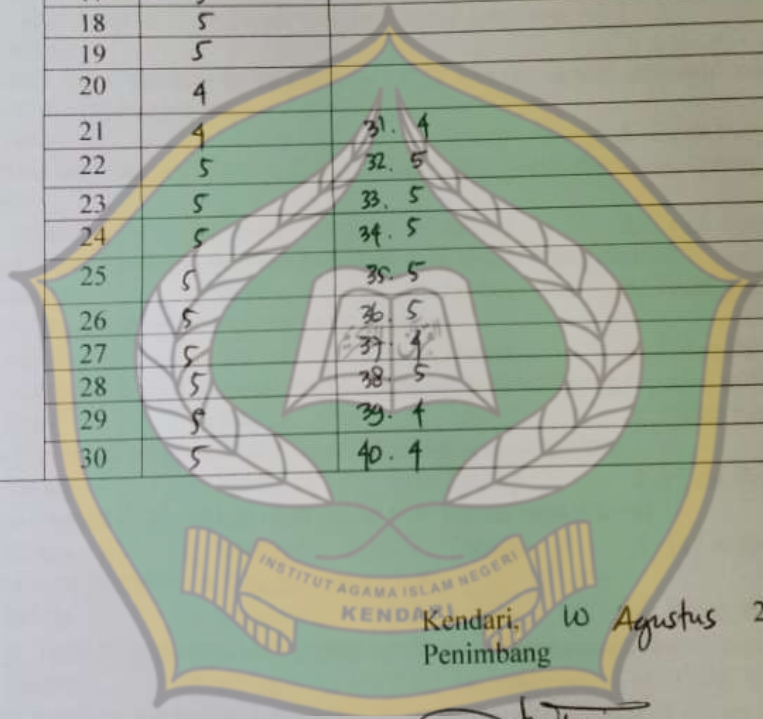 18 5
19 5
20 4
21 4 31. 4
22 5 32. 5
23 5 33. 5
24 5 34. 5
25 5 35. 5
26 5 36. 5
27 5 37. 4
28 5 38. 5
29 5 39. 4
30 5 40. 4
INSTITUT AGAMA ISLAM NEGERI
KENDARI
Kendari, 10 Agustus 2
Penimbang